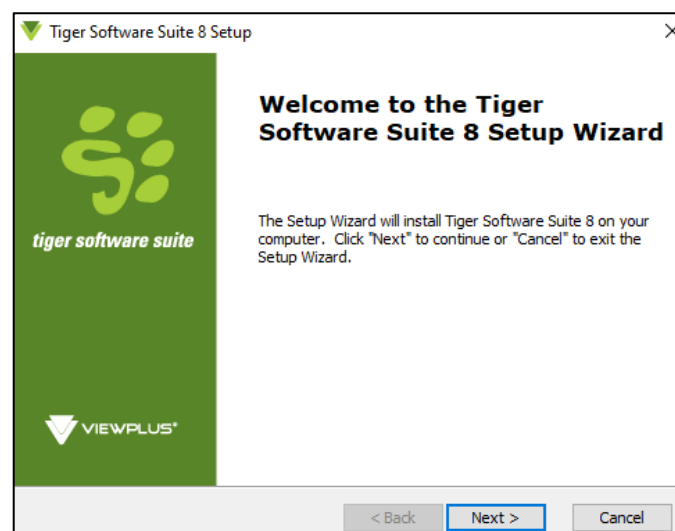 Tiger Software Suite 8 Setup
Welcome to the Tiger
Software Suite 8 Setup Wizard
tiger software suite
The Setup Wizard will install Tiger Software Suite 8 on your
computer.  Click "Next" to continue or "Cancel" to exit the
Setup Wizard.
VIEWPLUS®
< Back
Next >
Cancel